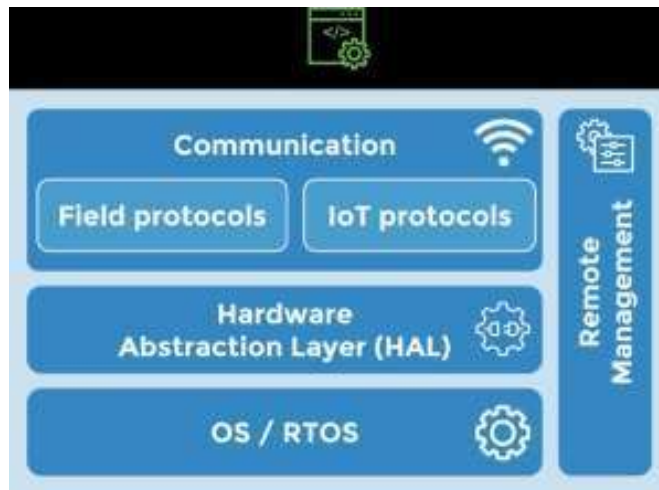 </>
Communication
Field protocols
IoT protocols
Hardware
Abstraction Layer (HAL)
OS / RTOS
Remote
Management